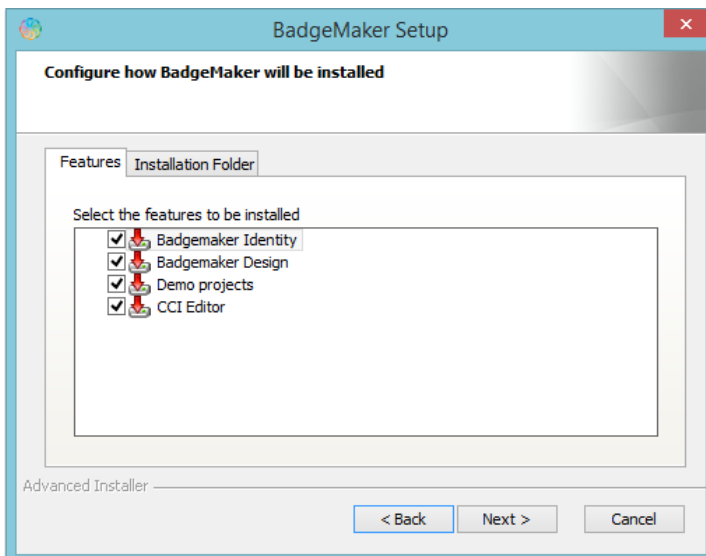 BadgeMaker Setup
Configure how BadgeMaker will be installed
Features Installation Folder
Select the features to be installed
Badgemaker Identity
Badgemaker Design
Demo projects
CCI Editor
Advanced Installer
< Back Next > Cancel